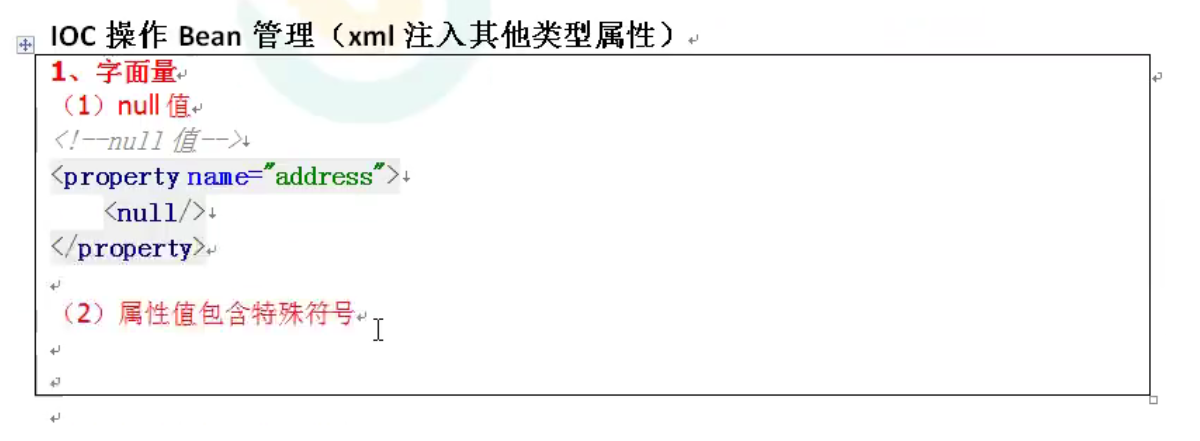 IOC 操作 Bean 管理（xml 注入其他类型属性）
1、字面量
（1）null 值
<!--null 值-->
<property name="address">
    <null/>
</property>
（2）属性值包含特殊符号